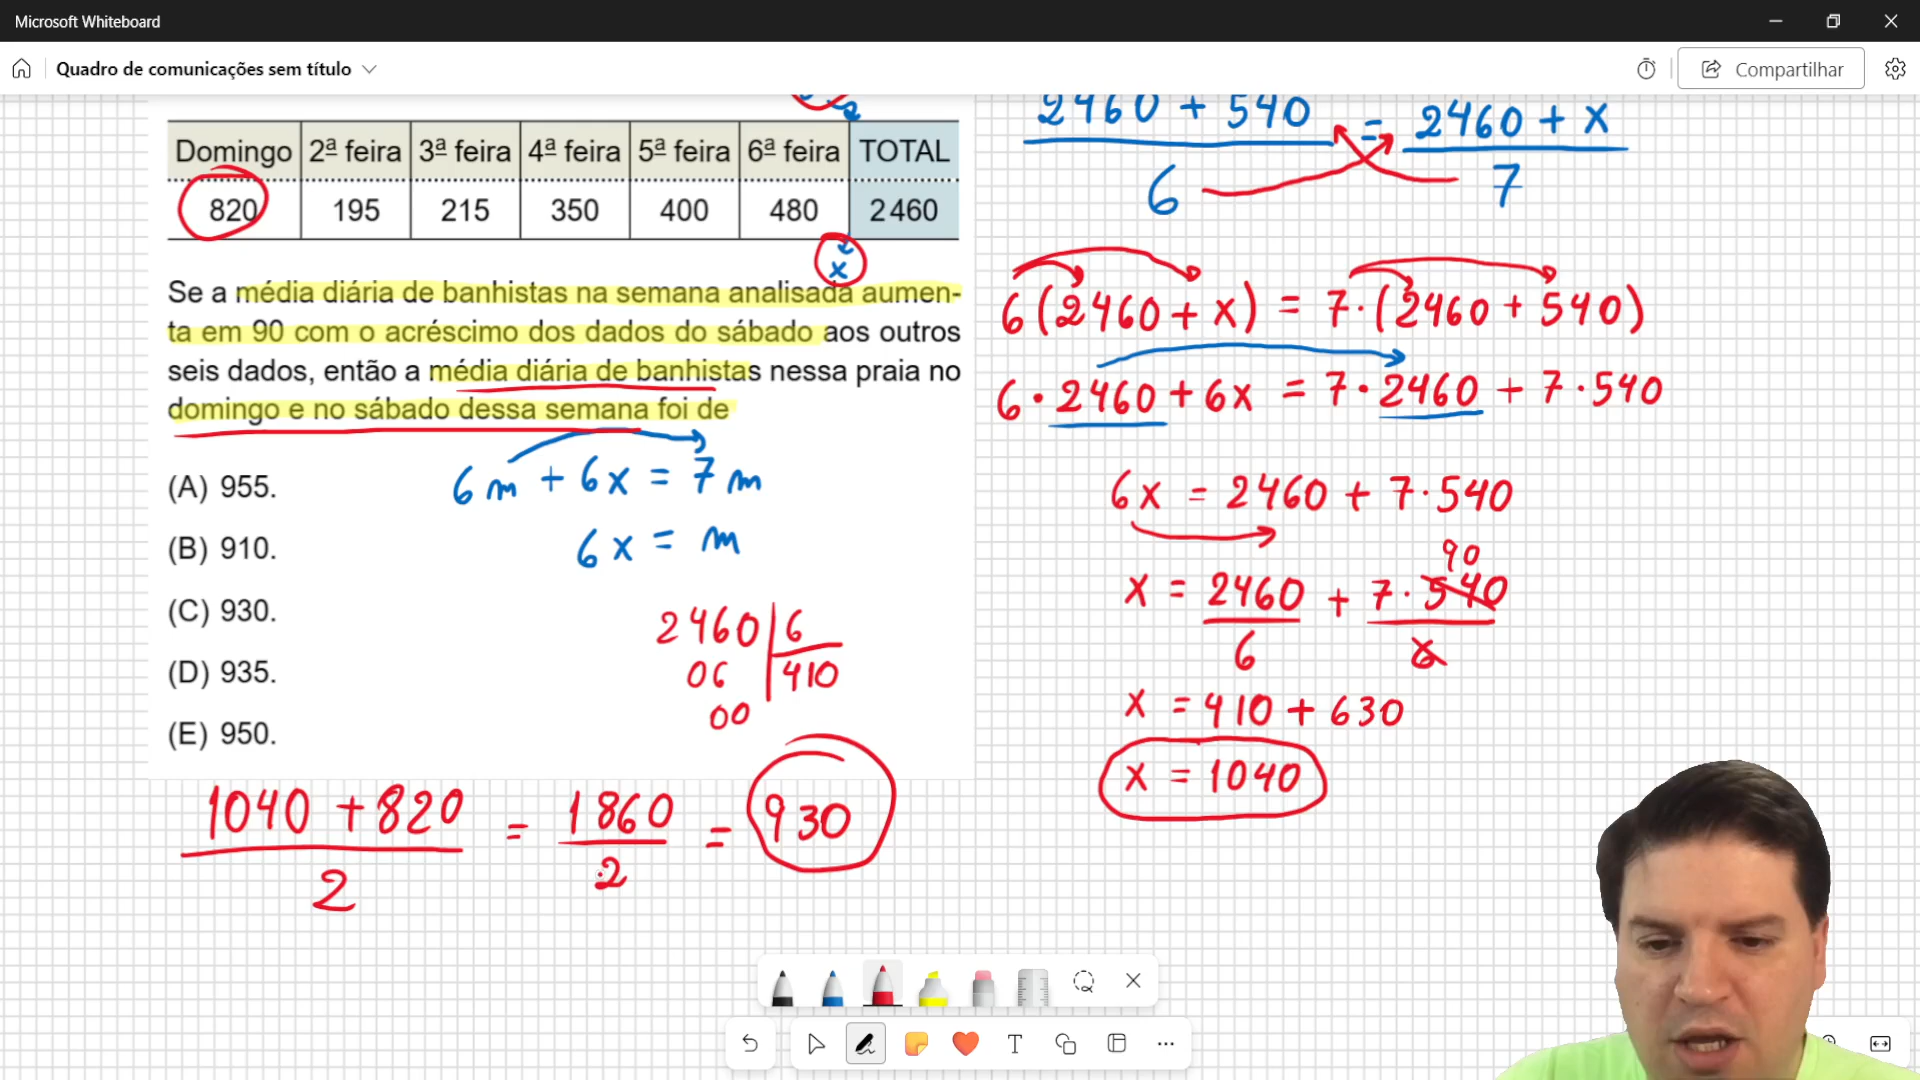 Microsoft Whiteboard
Quadro de comunicações sem título
Compartilhar
Domingo 2ª feira 3ª feira 4ª feira 5ª feira 6ª feira TOTAL
820 195 215 350 400 480 2 460
x
Se a média diária de banhistas na semana analisada aumen-
ta em 90 com o acréscimo dos dados do sábado aos outros
seis dados, então a média diária de banhistas nessa praia no
domingo e no sábado dessa semana foi de
(A) 955.
(B) 910.
(C) 930.
(D) 935.
(E) 950.
6m + 6x = 7m
6x = m
2460 | 6
06 | 410
00
1040 + 820 = 1860 = 930
2 2
2460 + 540 = 2460 + x
6 7
6(2460 + x) = 7·(2460 + 540)
6·2460 + 6x = 7·2460 + 7·540
6x = 2460 + 7·540
90
x = 2460 + 7·540
6 6
x = 410 + 630
x = 1040
T